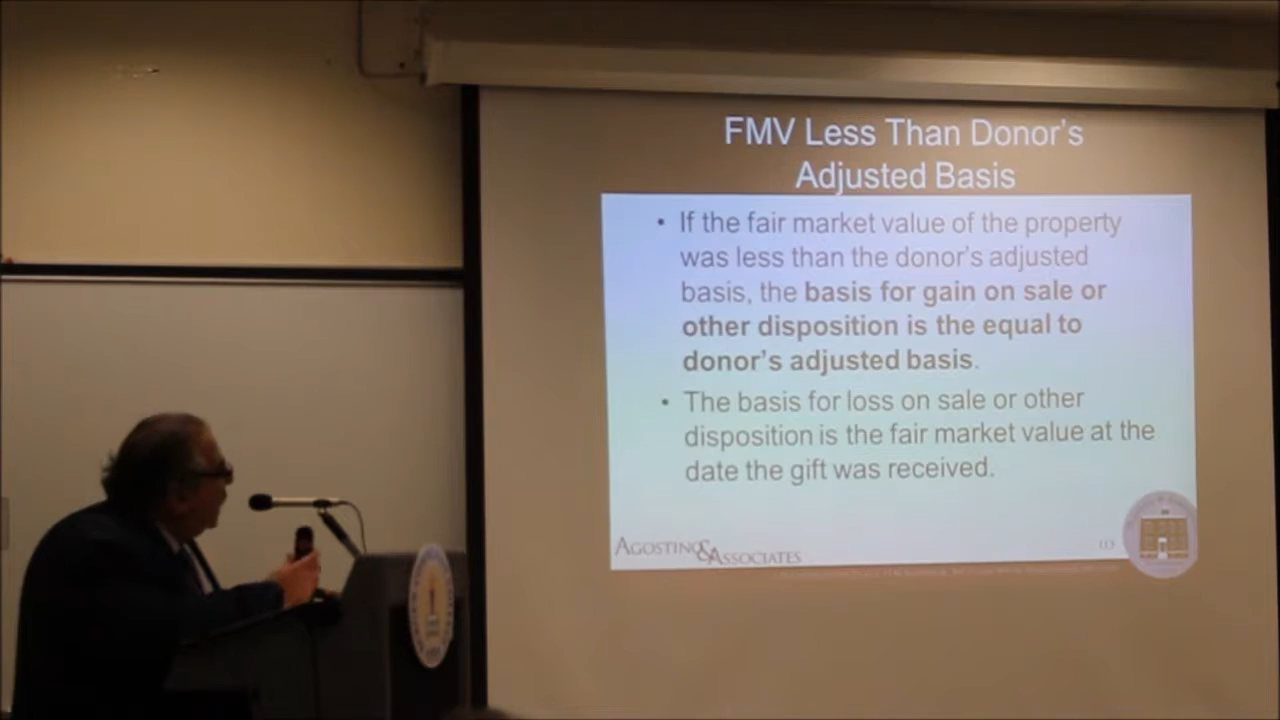 FMV Less Than Donor's
Adjusted Basis
• If the fair market value of the property
was less than the donor's adjusted
basis, the basis for gain on sale or
other disposition is the equal to
donor's adjusted basis.
• The basis for loss on sale or other
disposition is the fair market value at the
date the gift was received.
AGOSTINO & ASSOCIATES
113